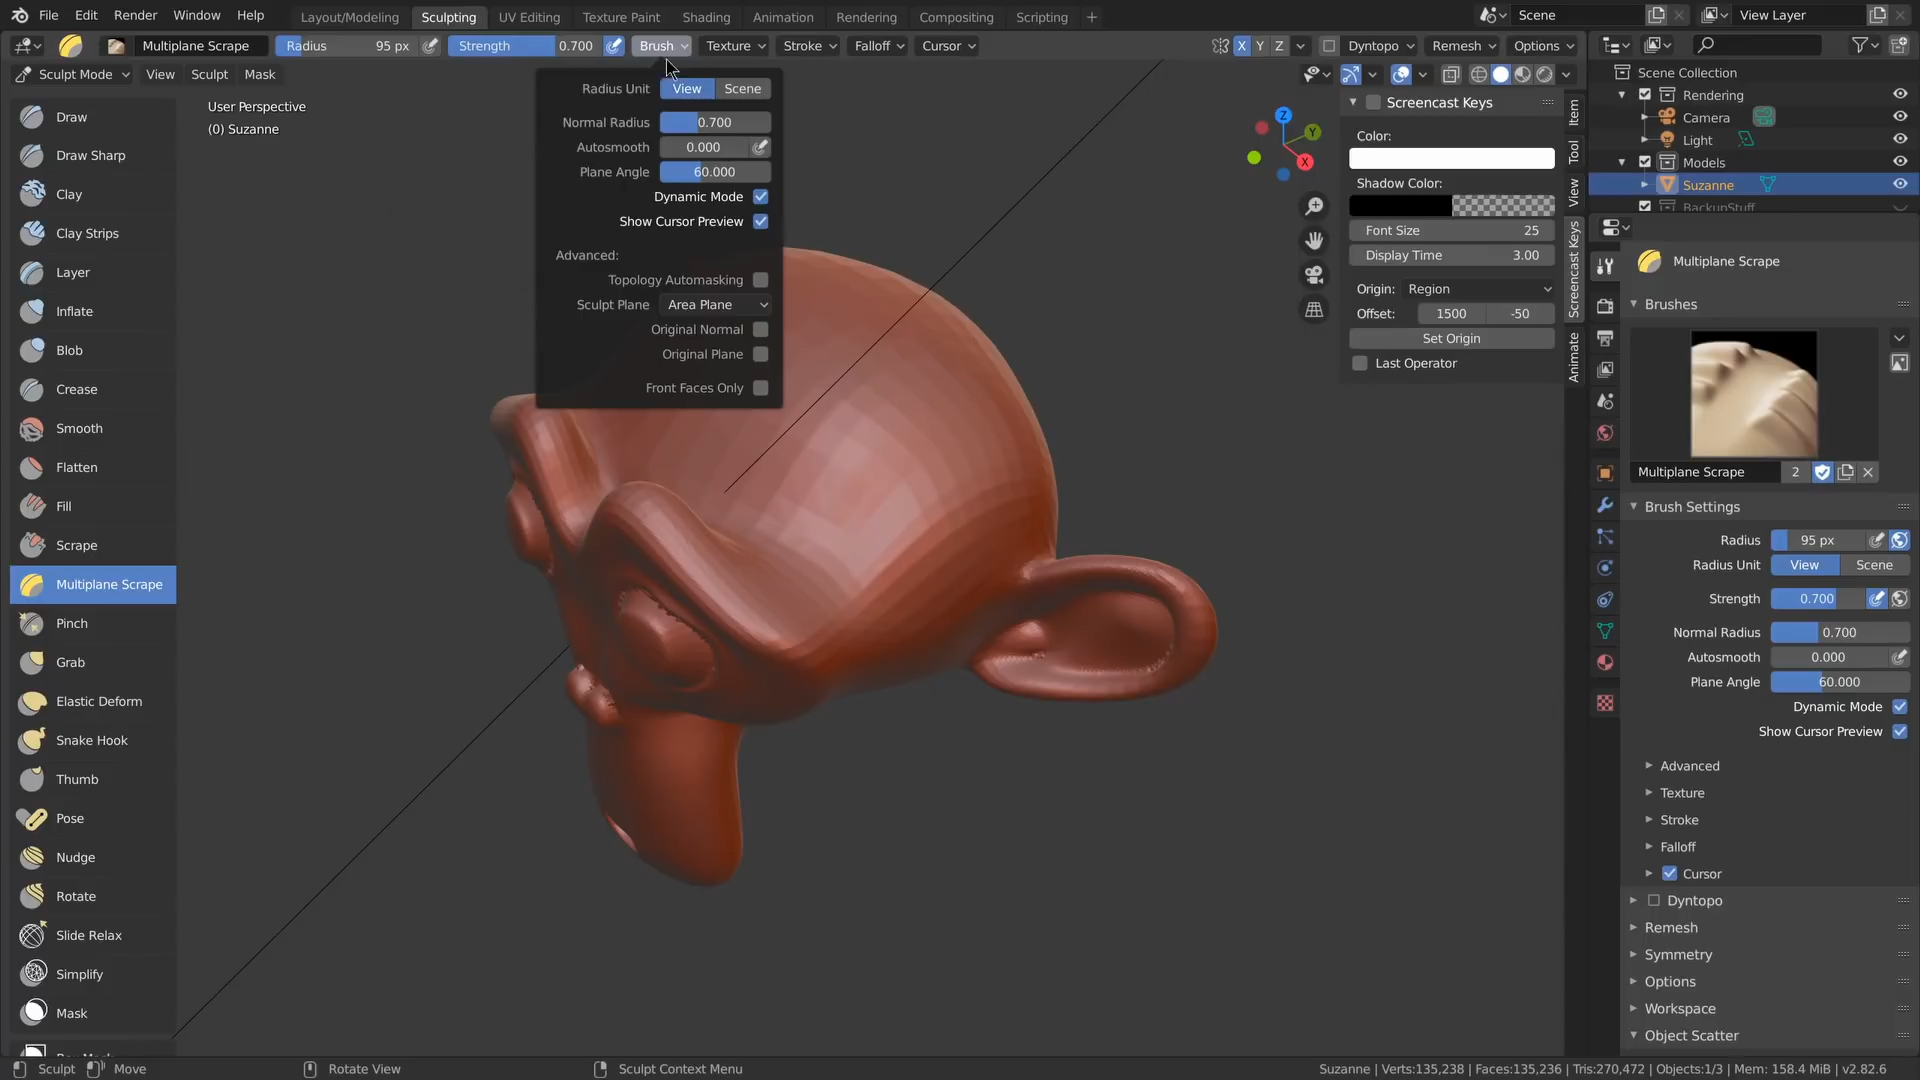 File Edit Render Window Help Layout/Modeling Sculpting UV Editing Texture Paint Shading Animation Rendering Compositing Scripting + Scene View Layer
Multiplane Scrape Radius 95 px Strength 0.700 Brush Texture Stroke Falloff Cursor X Y Z Dyntopo Remesh Options
Sculpt Mode View Sculpt Mask
User Perspective
(0) Suzanne
Draw
Draw Sharp
Clay
Clay Strips
Layer
Inflate
Blob
Crease
Smooth
Flatten
Fill
Scrape
Multiplane Scrape
Pinch
Grab
Elastic Deform
Snake Hook
Thumb
Pose
Nudge
Rotate
Slide Relax
Simplify
Mask
Radius Unit View Scene
Normal Radius 0.700
Autosmooth 0.000
Plane Angle 60.000
Dynamic Mode
Show Cursor Preview
Advanced:
Topology Automasking
Sculpt Plane Area Plane
Original Normal
Original Plane
Front Faces Only
Z
Y
X
Screencast Keys
Color:
Shadow Color:
Font Size 25
Display Time 3.00
Origin: Region
Offset: 1500 -50
Set Origin
Last Operator
Item
Tool
View
Screencast Keys
Animate
Scene Collection
Rendering
Camera
Light
Models
Suzanne
BackupStuff
Multiplane Scrape
Brushes
Multiplane Scrape 2
Brush Settings
Radius 95 px
Radius Unit View Scene
Strength 0.700
Normal Radius 0.700
Autosmooth 0.000
Plane Angle 60.000
Dynamic Mode
Show Cursor Preview
Advanced
Texture
Stroke
Falloff
Cursor
Dyntopo
Remesh
Symmetry
Options
Workspace
Object Scatter
Sculpt Move Rotate View Sculpt Context Menu Suzanne | Verts:135,238 | Faces:135,236 | Tris:270,472 | Objects:1/3 | Mem: 158.4 MiB | v2.82.6